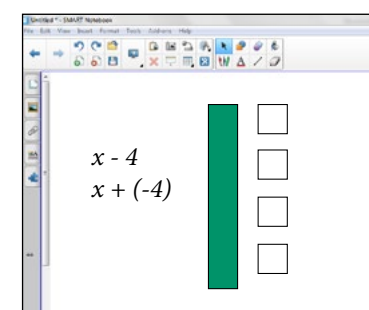 Untitled * - SMART Notebook
File Edit View Insert Format Tools Add-ons Help
x - 4
x + (-4)